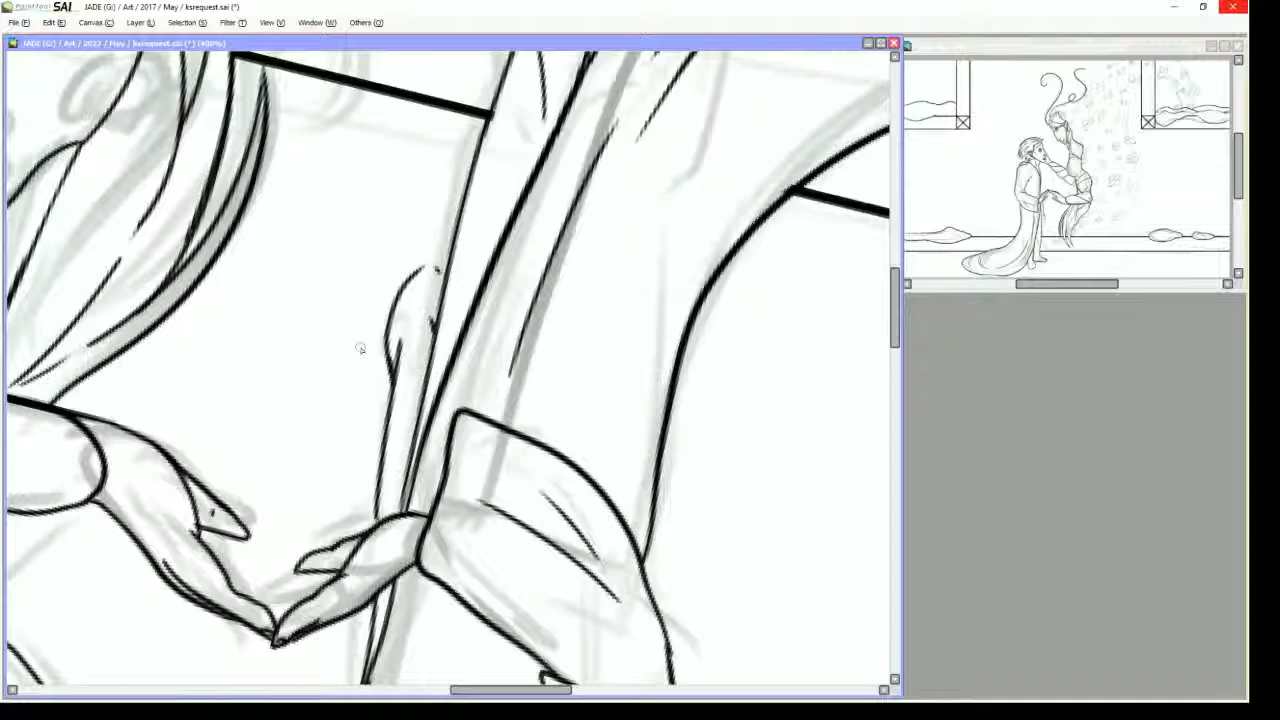 PaintTool SAI JADE (G:) / Art / 2017 / May / ksrequest.sai (*)
File (F) Edit (E) Canvas (C) Layer (L) Selection (S) Filter (T) View (V) Window (W) Others (O)
JADE (G:) / Art / 2017 / May / ksrequest.sai (*) (400%)